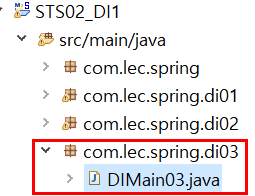 STS02_DI1
src/main/java
com.lec.spring
com.lec.spring.di01
com.lec.spring.di02
com.lec.spring.di03
DIMain03.java